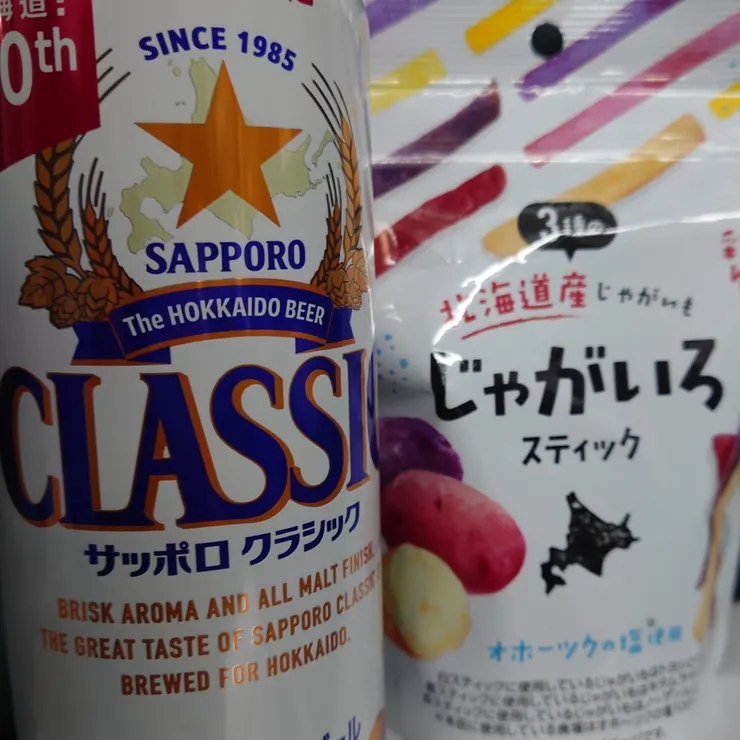 海道!
0th
SINCE 1985
SAPPORO
The HOKKAIDO BEER
CLASSIC
サッポロ クラシック
BRISK AROMA AND ALL MALT FINISH.
THE GREAT TASTE OF SAPPORO CLASSIC
BREWED FOR HOKKAIDO.
3種の
北海道産じゃがいも
じゃがいろ
スティック
オホーツクの塩使用